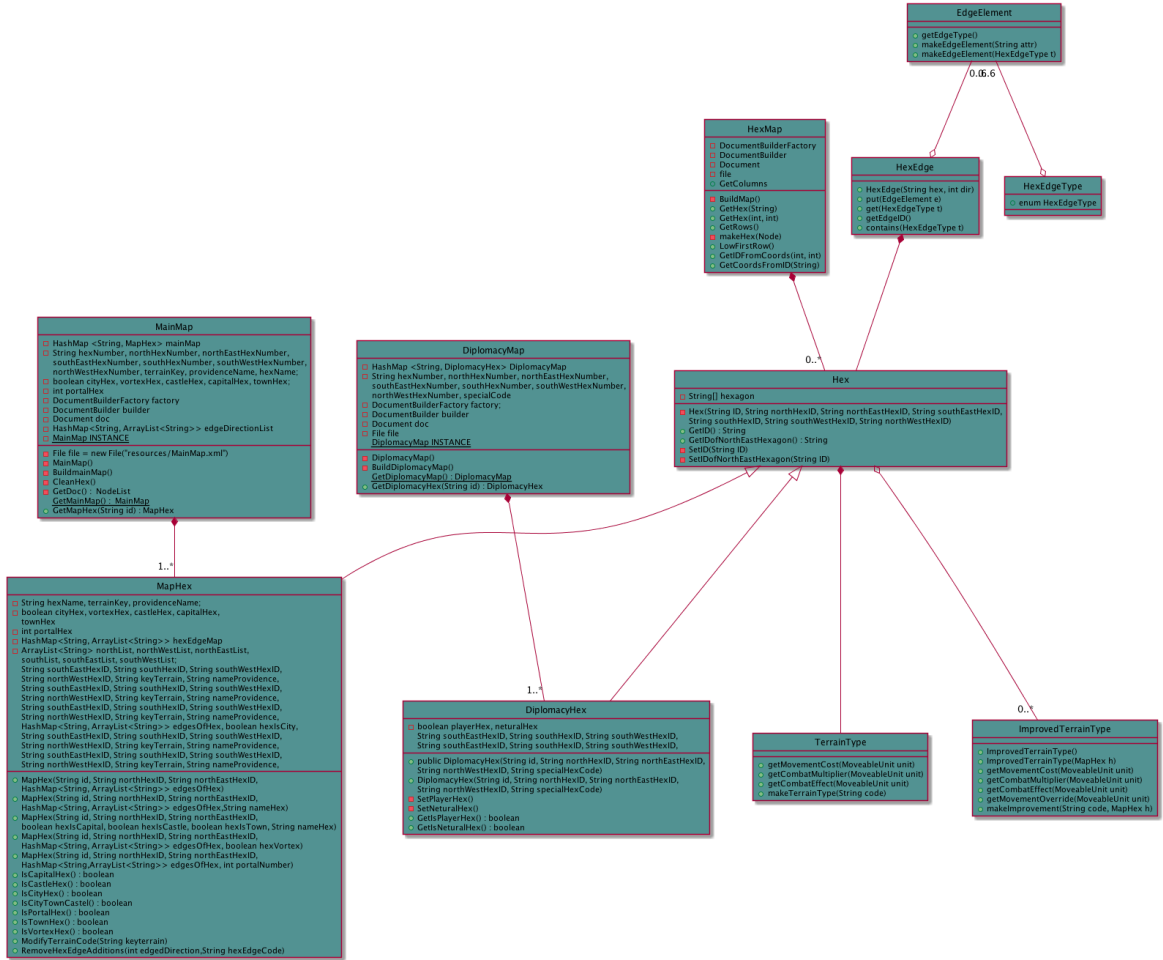 EdgeElement
getEdgeType()
makeEdgeElement(String attr)
makeEdgeElement(HexEdgeType t)
HexMap
DocumentBuilderFactory
DocumentBuilder
Document
file
GetColumns
BuildMap()
GetHex(String)
GetHex(int, int)
GetRows()
makeHex(Node)
LowFirstRow()
GetIDFromCoords(int, int)
GetCoordsFromID(String)
HexEdge
HexEdge(String hex, int dir)
put(EdgeElement e)
get(HexEdgeType t)
getEdgeID()
contains(HexEdgeType t)
HexEdgeType
enum HexEdgeType
MainMap
HashMap <String, MapHex> mainMap
String hexNumber, northHexNumber, northEastHexNumber,
southEastHexNumber, southHexNumber, southWestHexNumber,
northWestHexNumber, terrainKey, providenceName, hexName;
boolean cityHex, vortexHex, castleHex, capitalHex, townHex;
int portalHex
DocumentBuilderFactory factory
DocumentBuilder builder
Document doc
HashMap<String, ArrayList<String>> edgeDirectionList
MainMap INSTANCE
File file = new File("resources/MainMap.xml")
MainMap()
BuildmainMap()
CleanHex()
GetDoc() : NodeList
GetMainMap() : MainMap
GetMapHex(String id) : MapHex
DiplomacyMap
HashMap <String, DiplomacyHex> DiplomacyMap
String hexNumber, northHexNumber, northEastHexNumber,
southEastHexNumber, southHexNumber, southWestHexNumber,
northWestHexNumber, specialCode
DocumentBuilderFactory factory;
DocumentBuilder builder
Document doc
File file
DiplomacyMap INSTANCE
DiplomacyMap()
BuildDiplomacyMap()
GetDiplomacyMap() : DiplomacyMap
GetDiplomacyHex(String id) : DiplomacyHex
0..*
Hex
String[] hexagon
Hex(String ID, String northHexID, String northEastHexID, String southEastHexID,
String southHexID, String southWestHexID, String northWestHexID)
GetID() : String
GetIDofNorthEastHexagon() : String
SetID(String ID)
SetIDofNorthEastHexagon(String ID)
1..*
MapHex
String hexName, terrainKey, providenceName;
boolean cityHex, vortexHex, castleHex, capitalHex,
townHex
int portalHex
HashMap<String, ArrayList<String>> hexEdgeMap
ArrayList<String> northList, northWestList, northEastList,
southList, southEastList, southWestList;
String southEastHexID, String southHexID, String southWestHexID,
String northWestHexID, String keyTerrain, String nameProvidence,
String southEastHexID, String southHexID, String southWestHexID,
String northWestHexID, String keyTerrain, String nameProvidence,
String southEastHexID, String southHexID, String southWestHexID,
String northWestHexID, String keyTerrain, String nameProvidence,
HashMap<String, ArrayList<String>> edgesOfHex, boolean hexIsCity,
String southEastHexID, String southHexID, String southWestHexID,
String northWestHexID, String keyTerrain, String nameProvidence,
String southEastHexID, String southHexID, String southWestHexID,
String northWestHexID, String keyTerrain, String nameProvidence,
MapHex(String id, String northHexID, String northEastHexID,
HashMap<String, ArrayList<String>> edgesOfHex)
MapHex(String id, String northHexID, String northEastHexID,
HashMap<String, ArrayList<String>> edgesOfHex,String nameHex)
MapHex(String id, String northHexID, String northEastHexID,
boolean hexIsCapital, boolean hexIsCastle, boolean hexIsTown, String nameHex)
MapHex(String id, String northHexID, String northEastHexID,
HashMap<String, ArrayList<String>> edgesOfHex, boolean hexVortex)
MapHex(String id, String northHexID, String northEastHexID,
HashMap<String,ArrayList<String>> edgesOfHex, int portalNumber)
IsCapitalHex() : boolean
IsCastleHex() : boolean
IsCityHex() : boolean
IsCityTownCastel() : boolean
IsPortalHex() : boolean
IsTownHex() : boolean
IsVortexHex() : boolean
ModifyTerrainCode(String keyterrain)
RemoveHexEdgeAdditions(int edgedDirection,String hexEdgeCode)
1..*
DiplomacyHex
boolean playerHex, neturalHex
String southEastHexID, String southHexID, String southWestHexID,
String southEastHexID, String southHexID, String southWestHexID,
public DiplomacyHex(String id, String northHexID, String northEastHexID,
String northWestHexID, String specialHexCode)
DiplomacyHex(String id, String northHexID, String northEastHexID,
String northWestHexID, String specialHexCode)
SetPlayerHex()
SetNeturalHex()
GetIsPlayerHex() : boolean
GetIsNeturalHex() : boolean
TerrainType
getMovementCost(MoveableUnit unit)
getCombatMultiplier(MoveableUnit unit)
getCombatEffect(MoveableUnit unit)
makeTerrainType(String code)
0..*
ImprovedTerrainType
ImprovedTerrainType()
ImprovedTerrainType(MapHex h)
getMovementCost(MoveableUnit unit)
getCombatMultiplier(MoveableUnit unit)
getCombatEffect(MoveableUnit unit)
getMovementOverride(MoveableUnit unit)
makeImprovement(String code, MapHex h)